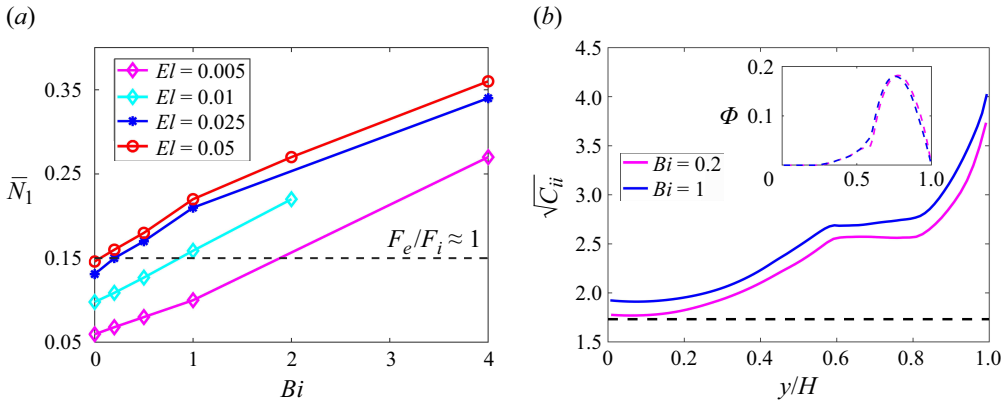 (a)
El = 0.005
El = 0.01
El = 0.025
El = 0.05
F_e/F_i ≈ 1
0.35
0.25
0.15
0.05
N̅_1
0
1
2
3
4
Bi
(b)
4.5
4.0
3.5
3.0
2.5
2.0
1.5
√C_ii
0.2
0.1
Φ
0
0.5
1.0
Bi = 0.2
Bi = 1
0
0.2
0.4
0.6
0.8
1.0
y/H